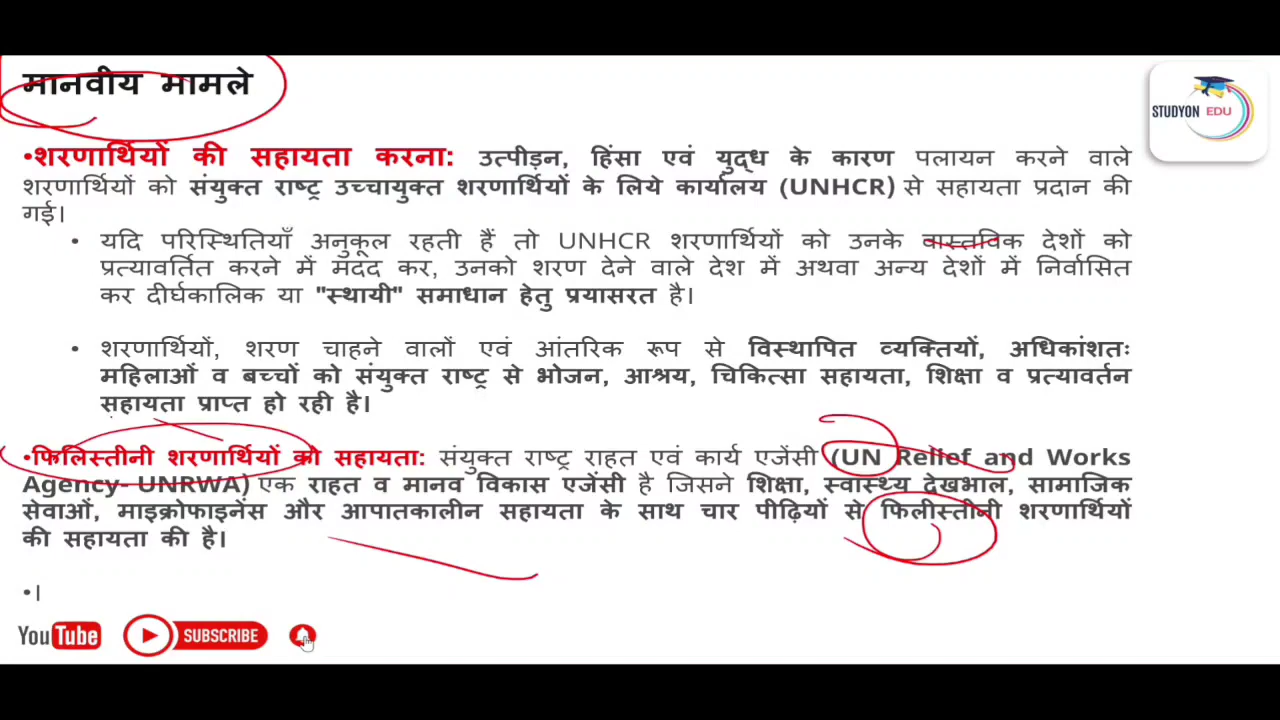 मानवीय मामले
STUDYON EDU
•शरणार्थियों की सहायता करना: उत्पीड़न, हिंसा एवं युद्ध के कारण पलायन करने वाले
शरणार्थियों को संयुक्त राष्ट्र उच्चायुक्त शरणार्थियों के लिये कार्यालय (UNHCR) से सहायता प्रदान की
गई।
• यदि परिस्थितियाँ अनुकूल रहती हैं तो UNHCR शरणार्थियों को उनके वास्तविक देशों को
प्रत्यावर्तित करने में मदद कर, उनको शरण देने वाले देश में अथवा अन्य देशों में निर्वासित
कर दीर्घकालिक या "स्थायी" समाधान हेतु प्रयासरत है।
• शरणार्थियों, शरण चाहने वालों एवं आंतरिक रूप से विस्थापित व्यक्तियों, अधिकांशतः
महिलाओं व बच्चों को संयुक्त राष्ट्र से भोजन, आश्रय, चिकित्सा सहायता, शिक्षा व प्रत्यावर्तन
सहायता प्राप्त हो रही है।
•फिलिस्तीनी शरणार्थियों को सहायता: संयुक्त राष्ट्र राहत एवं कार्य एजेंसी (UN Relief and Works
Agency- UNRWA) एक राहत व मानव विकास एजेंसी है जिसने शिक्षा, स्वास्थ्य देखभाल, सामाजिक
सेवाओं, माइक्रोफाइनेंस और आपातकालीन सहायता के साथ चार पीढ़ियों से फिलीस्तीनी शरणार्थियों
की सहायता की है।
•।
YouTube SUBSCRIBE